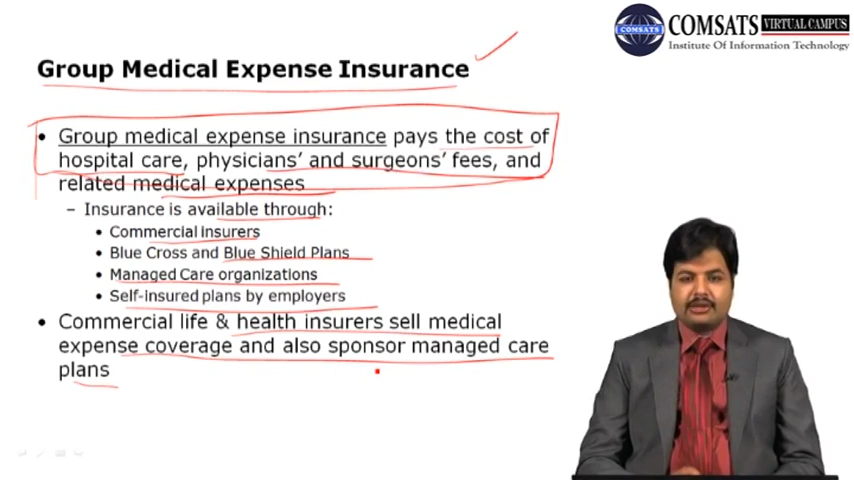 COMSATS
COMSATS VIRTUAL CAMPUS
Institute Of Information Technology
Group Medical Expense Insurance
• Group medical expense insurance pays the cost of
hospital care, physicians' and surgeons' fees, and
related medical expenses
– Insurance is available through:
• Commercial insurers
• Blue Cross and Blue Shield Plans
• Managed Care organizations
• Self-insured plans by employers
• Commercial life & health insurers sell medical
expense coverage and also sponsor managed care
plans